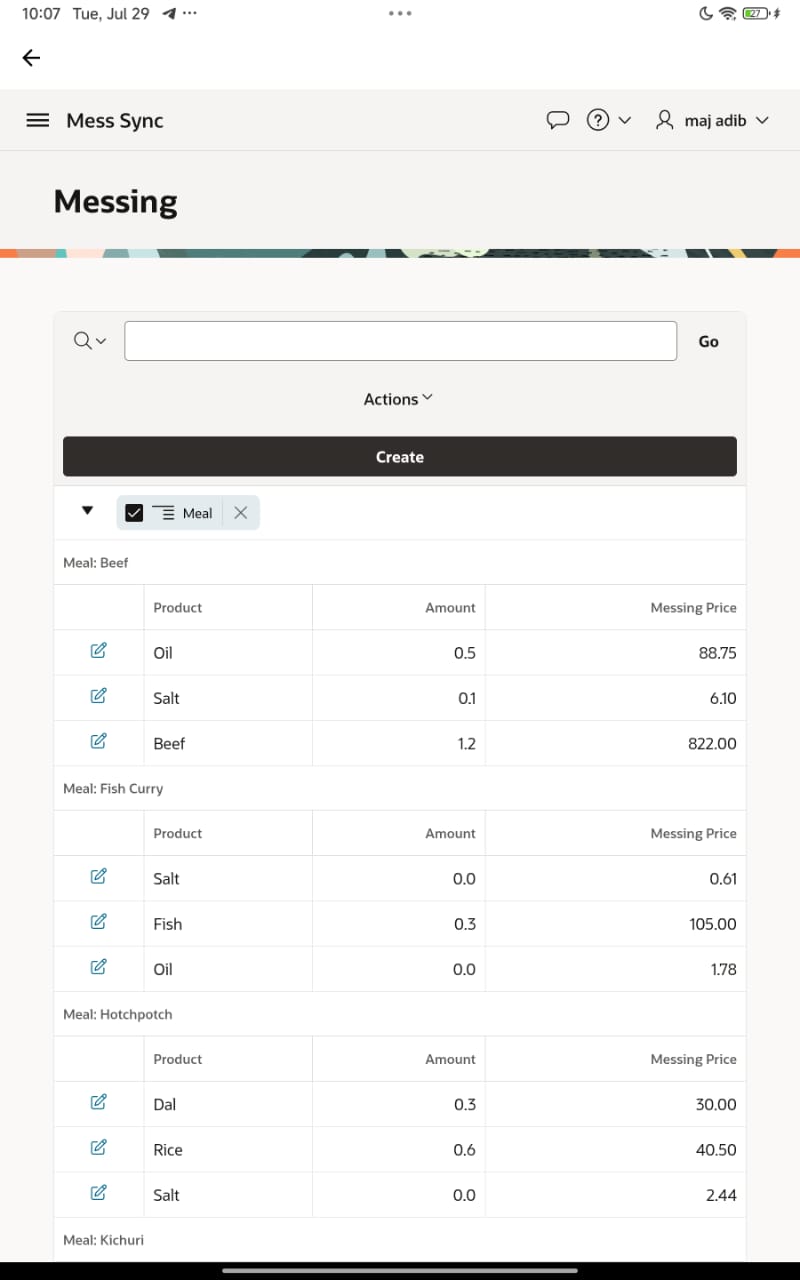 10:07 Tue, Jul 29
27
Mess Sync
maj adib
Messing
Go
Actions
Create
Meal
Meal: Beef
Product Amount Messing Price
Oil 0.5 88.75
Salt 0.1 6.10
Beef 1.2 822.00
Meal: Fish Curry
Product Amount Messing Price
Salt 0.0 0.61
Fish 0.3 105.00
Oil 0.0 1.78
Meal: Hotchpotch
Product Amount Messing Price
Dal 0.3 30.00
Rice 0.6 40.50
Salt 0.0 2.44
Meal: Kichuri